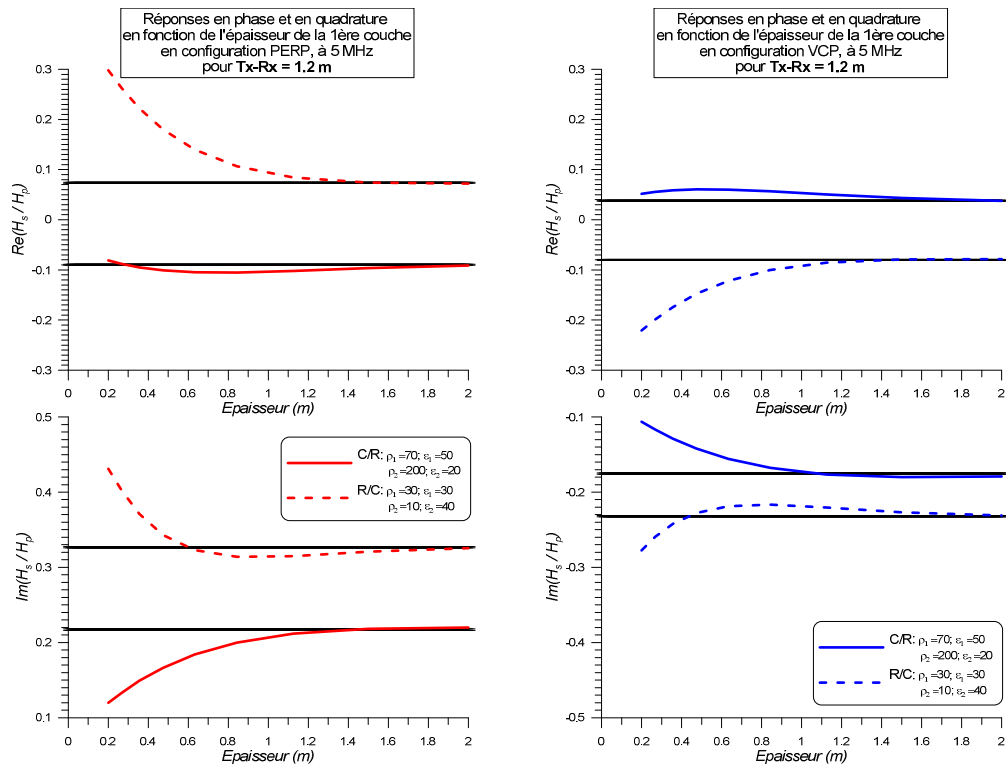 Réponses en phase et en quadrature
en fonction de l'épaisseur de la 1ère couche
en configuration PERP, à 5 MHz
pour Tx-Rx = 1.2 m
0.3
0.2
0.1
0
-0.1
-0.2
-0.3
Re(Hs / Hp)
0 0.2 0.4 0.6 0.8 1 1.2 1.4 1.6 1.8 2
Epaisseur (m)
0.5
0.4
0.3
0.2
0.1
Im(Hs / Hp)
C/R: ρ1=70; ε1=50
ρ2=200; ε2=20
R/C: ρ1=30; ε1=30
ρ2=10; ε2=40
0 0.2 0.4 0.6 0.8 1 1.2 1.4 1.6 1.8 2
Epaisseur (m)
Réponses en phase et en quadrature
en fonction de l'épaisseur de la 1ère couche
en configuration VCP, à 5 MHz
pour Tx-Rx = 1.2 m
0.3
0.2
0.1
0
-0.1
-0.2
-0.3
Re(Hs / Hp)
0 0.2 0.4 0.6 0.8 1 1.2 1.4 1.6 1.8 2
Epaisseur (m)
-0.1
-0.2
-0.3
-0.4
-0.5
Im(Hs / Hp)
C/R: ρ1=70; ε1=50
ρ2=200; ε2=20
R/C: ρ1=30; ε1=30
ρ2=10; ε2=40
0 0.2 0.4 0.6 0.8 1 1.2 1.4 1.6 1.8 2
Epaisseur (m)